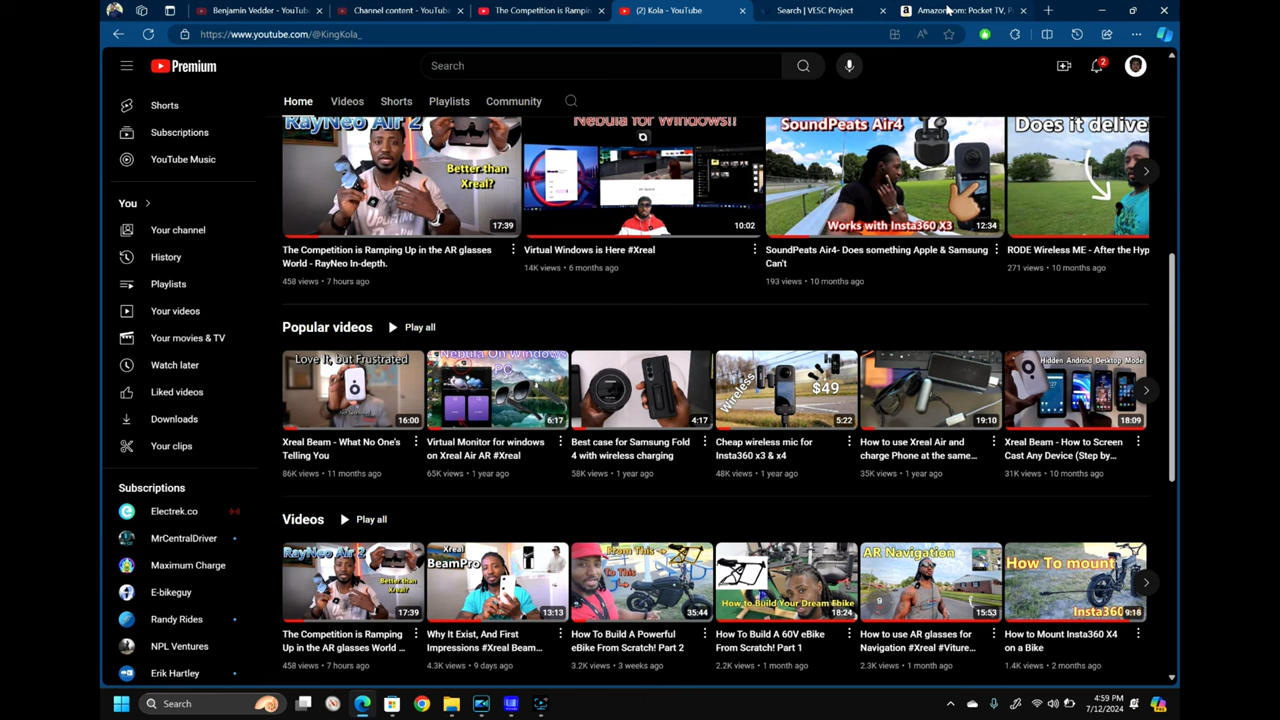 Benjamin Vedder - YouTub
Channel content - YouTube
The Competition is Rampin
(2) Kola - YouTube
Search | VESC Project
Amazon.com: Pocket TV, P
https://www.youtube.com/@KingKola_
Premium
Search
2
Home
Videos
Shorts
Playlists
Community
Shorts
Subscriptions
YouTube Music
You
Your channel
History
Playlists
Your videos
Your movies & TV
Watch later
Liked videos
Downloads
Your clips
Subscriptions
Electrek.co
MrCentralDriver
Maximum Charge
E-bikeguy
Randy Rides
NPL Ventures
Erik Hartley
RayNeo Air 2
Better than
Xreal?
17:39
Nebula for Windows!!
10:02
SoundPeats Air4
Works with Insta360 X3
12:34
Does it deliver
The Competition is Ramping Up in the AR glasses
World - RayNeo In-depth.
458 views • 7 hours ago
Virtual Windows is Here #Xreal
14K views • 6 months ago
SoundPeats Air4- Does something Apple & Samsung
Can't
193 views • 10 months ago
RODE Wireless ME - After the Hyp
271 views • 10 months ago
Popular videos
Play all
Love It, but Frustrated
16:00
Nebula On Windows
PC
6:17
4:17
Wireless
$49
5:22
19:10
Hidden Android Desktop Mode
18:09
Xreal Beam - What No One's
Telling You
86K views • 11 months ago
Virtual Monitor for windows
on Xreal Air AR #Xreal
65K views • 1 year ago
Best case for Samsung Fold
4 with wireless charging
58K views • 1 year ago
Cheap wireless mic for
Insta360 x3 & x4
48K views • 1 year ago
How to use Xreal Air and
charge Phone at the same...
35K views • 1 year ago
Xreal Beam - How to Screen
Cast Any Device (Step by...
31K views • 10 months ago
Videos
Play all
RayNeo Air 2
Better than
Xreal?
17:39
Xreal
BeamPro
13:13
From This
To This
35:44
How to Build Your Dream Ebike
18:24
AR Navigation
15:53
How To mount
Insta360
9:18
The Competition is Ramping
Up in the AR glasses World ...
458 views • 7 hours ago
Why It Exist, And First
Impressions #Xreal Beam...
4.3K views • 9 days ago
How To Build A Powerful
eBike From Scratch! Part 2
3.2K views • 3 weeks ago
How To Build A 60V eBike
From Scratch! Part 1
2.2K views • 1 month ago
How to use AR glasses for
Navigation #Xreal #Viture...
2.3K views • 1 month ago
How to Mount Insta360 X4
on a Bike
1.4K views • 2 months ago
Search
4:59 PM
7/12/2024